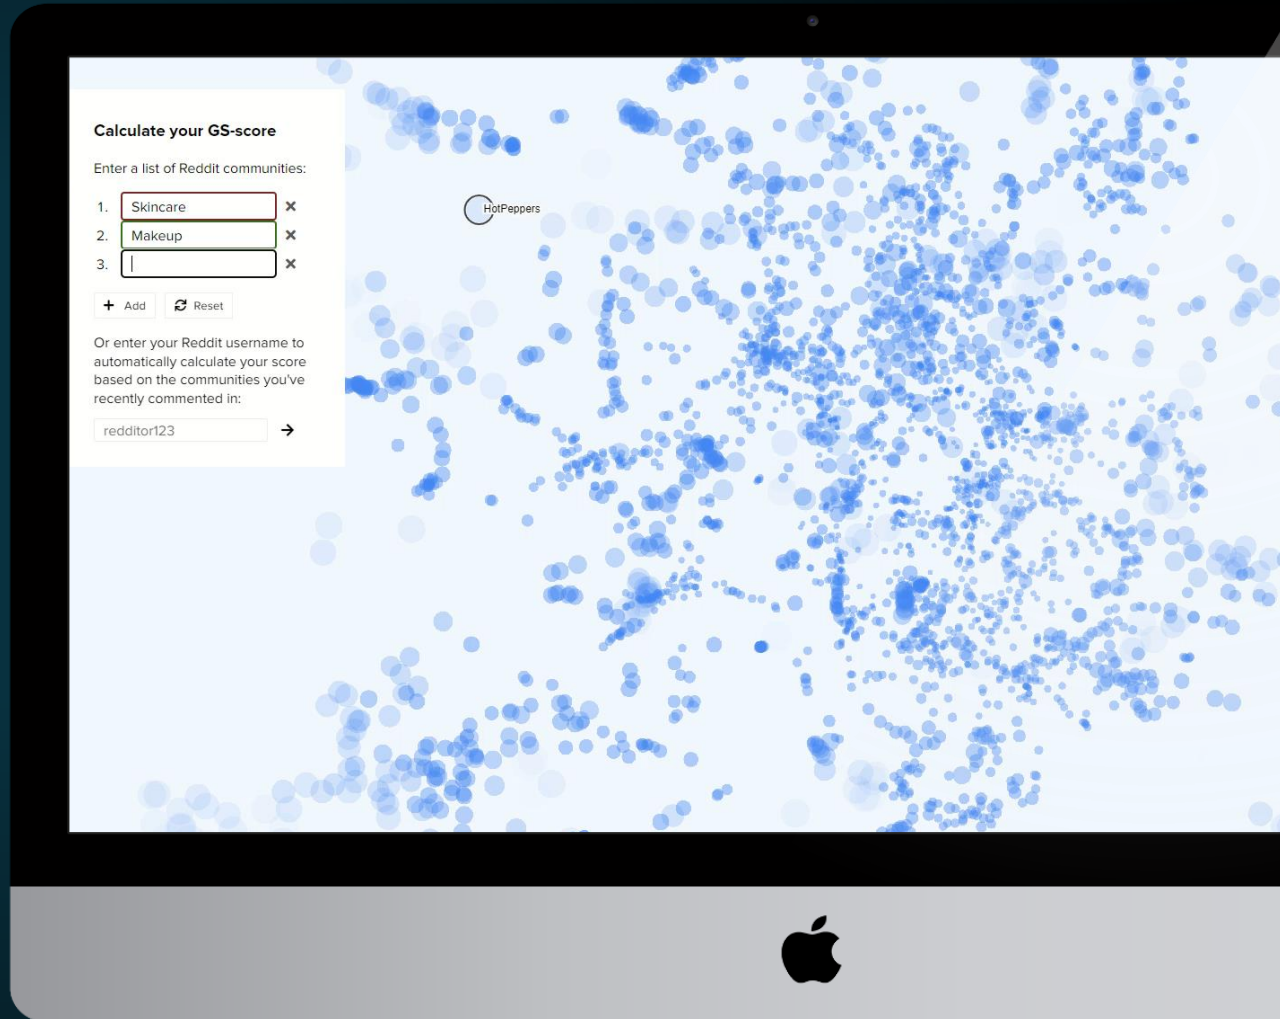 Calculate your GS-score
Enter a list of Reddit communities:
1. Skincare
2. Makeup
3.
Add Reset
Or enter your Reddit username to
automatically calculate your score
based on the communities you've
recently commented in:
redditor123
HotPeppers